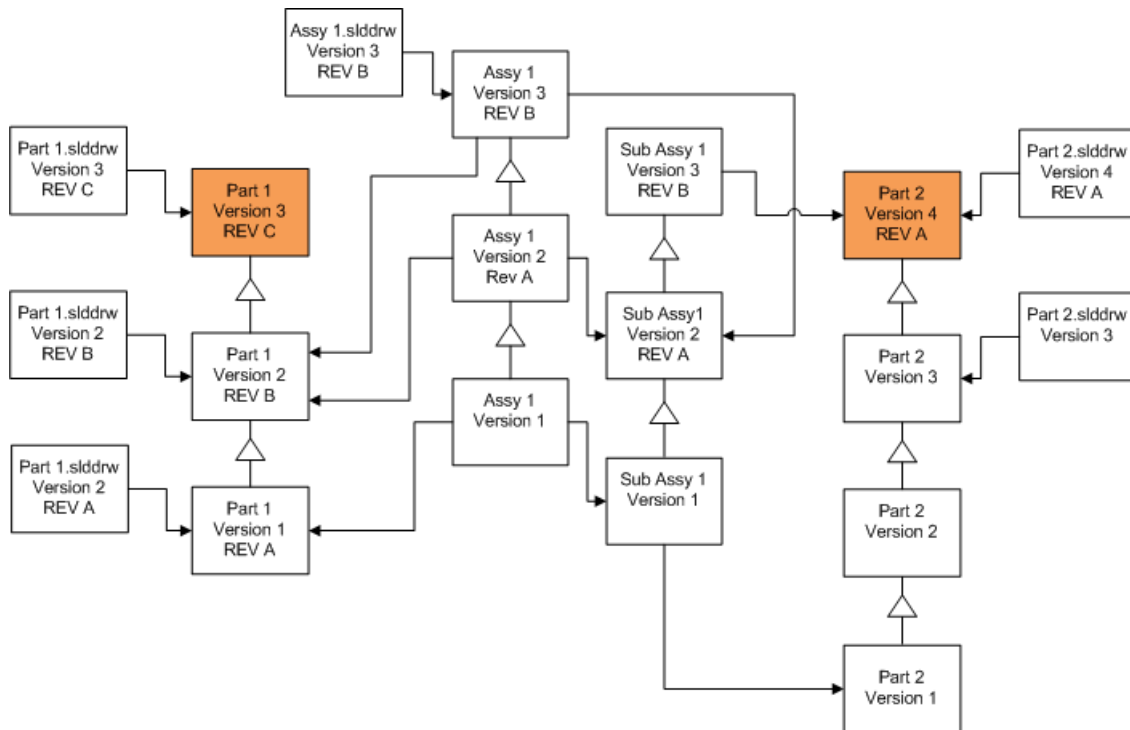 Assy 1.slddrw
Version 3
REV B
Assy 1
Version 3
REV B
Part 1.slddrw
Version 3
REV C
Part 1
Version 3
REV C
Sub Assy 1
Version 3
REV B
Part 2
Version 4
REV A
Part 2.slddrw
Version 4
REV A
Assy 1
Version 2
Rev A
Part 1.slddrw
Version 2
REV B
Part 1
Version 2
REV B
Sub Assy1
Version 2
REV A
Part 2
Version 3
Part 2.slddrw
Version 3
Assy 1
Version 1
Part 1.slddrw
Version 2
REV A
Part 1
Version 1
REV A
Sub Assy 1
Version 1
Part 2
Version 2
Part 2
Version 1